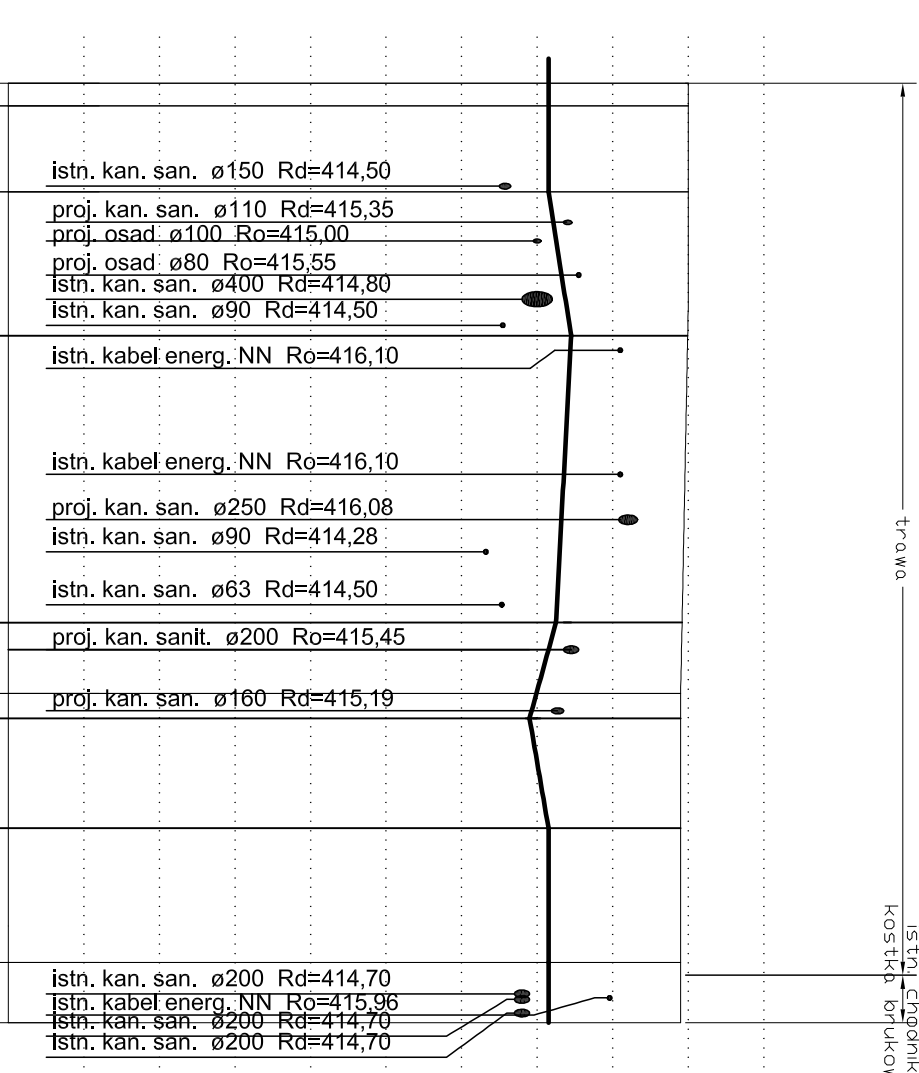 istn. kan. san. ø150 Rd=414,50
proj. kan. san. ø110 Rd=415,35
proj. osad ø100 Ro=415,00
proj. osad ø80 Ro=415,55
istn. kan. san. ø400 Rd=414,80
istn. kan. san. ø90 Rd=414,50
istn. kabel energ. NN Ro=416,10
istn. kabel energ. NN Ro=416,10
proj. kan. san. ø250 Rd=416,08
istn. kan. san. ø90 Rd=414,28
istn. kan. san. ø63 Rd=414,50
proj. kan. sanit. ø200 Ro=415,45
proj. kan. san. ø160 Rd=415,19
istn. kan. san. ø200 Rd=414,70
istn. kabel energ. NN Ro=415,96
istn. kan. san. ø200 Rd=414,70
istn. kan. san. ø200 Rd=414,70
trawa
istn. chodnik
kostka brukow